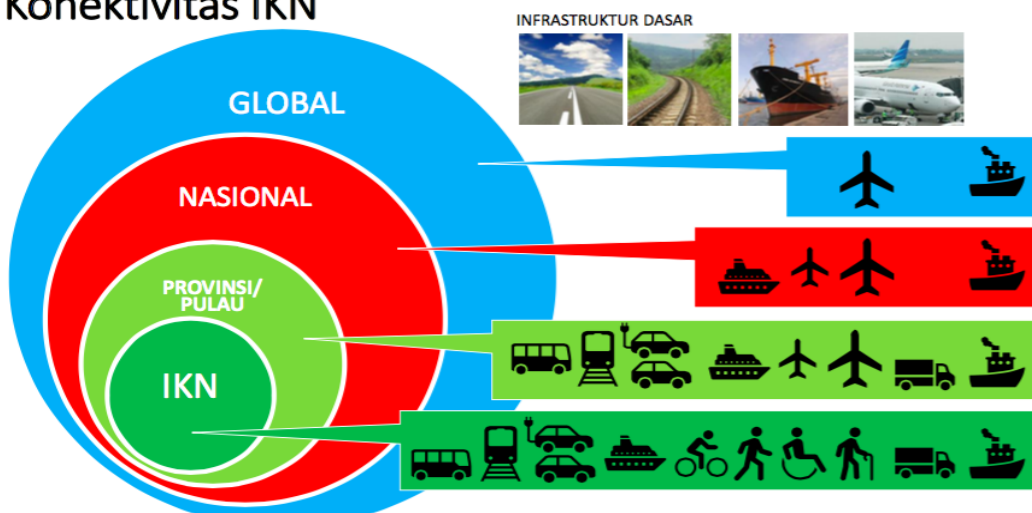 Konektivitas IKN
INFRASTRUKTUR DASAR
GLOBAL
NASIONAL
PROVINSI/
PULAU
IKN